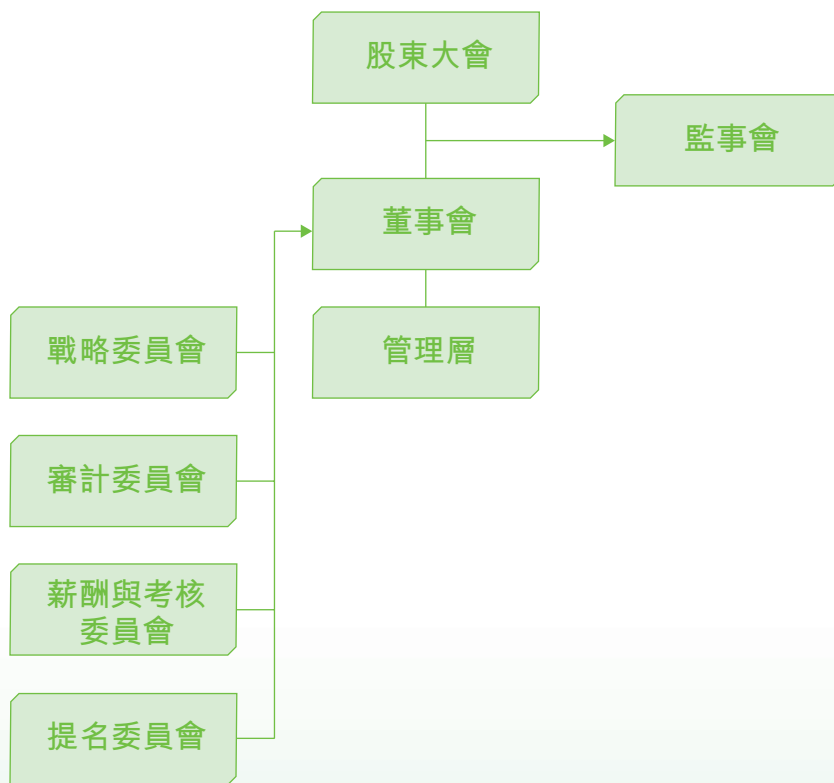 股東大會
監事會
董事會
戰略委員會
管理層
審計委員會
薪酬與考核
委員會
提名委員會